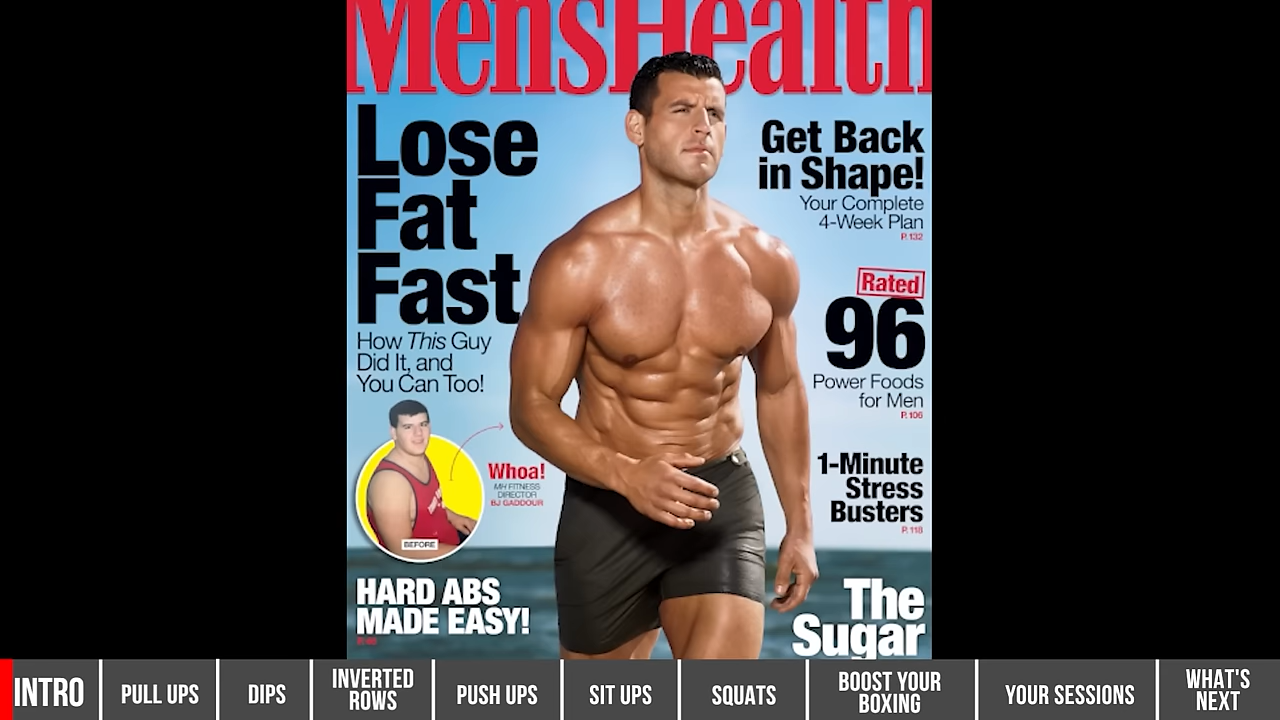 Men'sHealth
Lose
Fat
Fast
How This Guy
Did It, and
You Can Too!
Whoa!
MH FITNESS
DIRECTOR
BJ GADDOUR
BEFORE
HARD ABS
MADE EASY!
Get Back
in Shape!
Your Complete
4-Week Plan
P. 132
Rated
96
Power Foods
for Men
P. 106
1-Minute
Stress
Busters
P. 118
The
Sugar
INTRO
PULL UPS
DIPS
INVERTED
ROWS
PUSH UPS
SIT UPS
SQUATS
BOOST YOUR
BOXING
YOUR SESSIONS
WHAT'S
NEXT